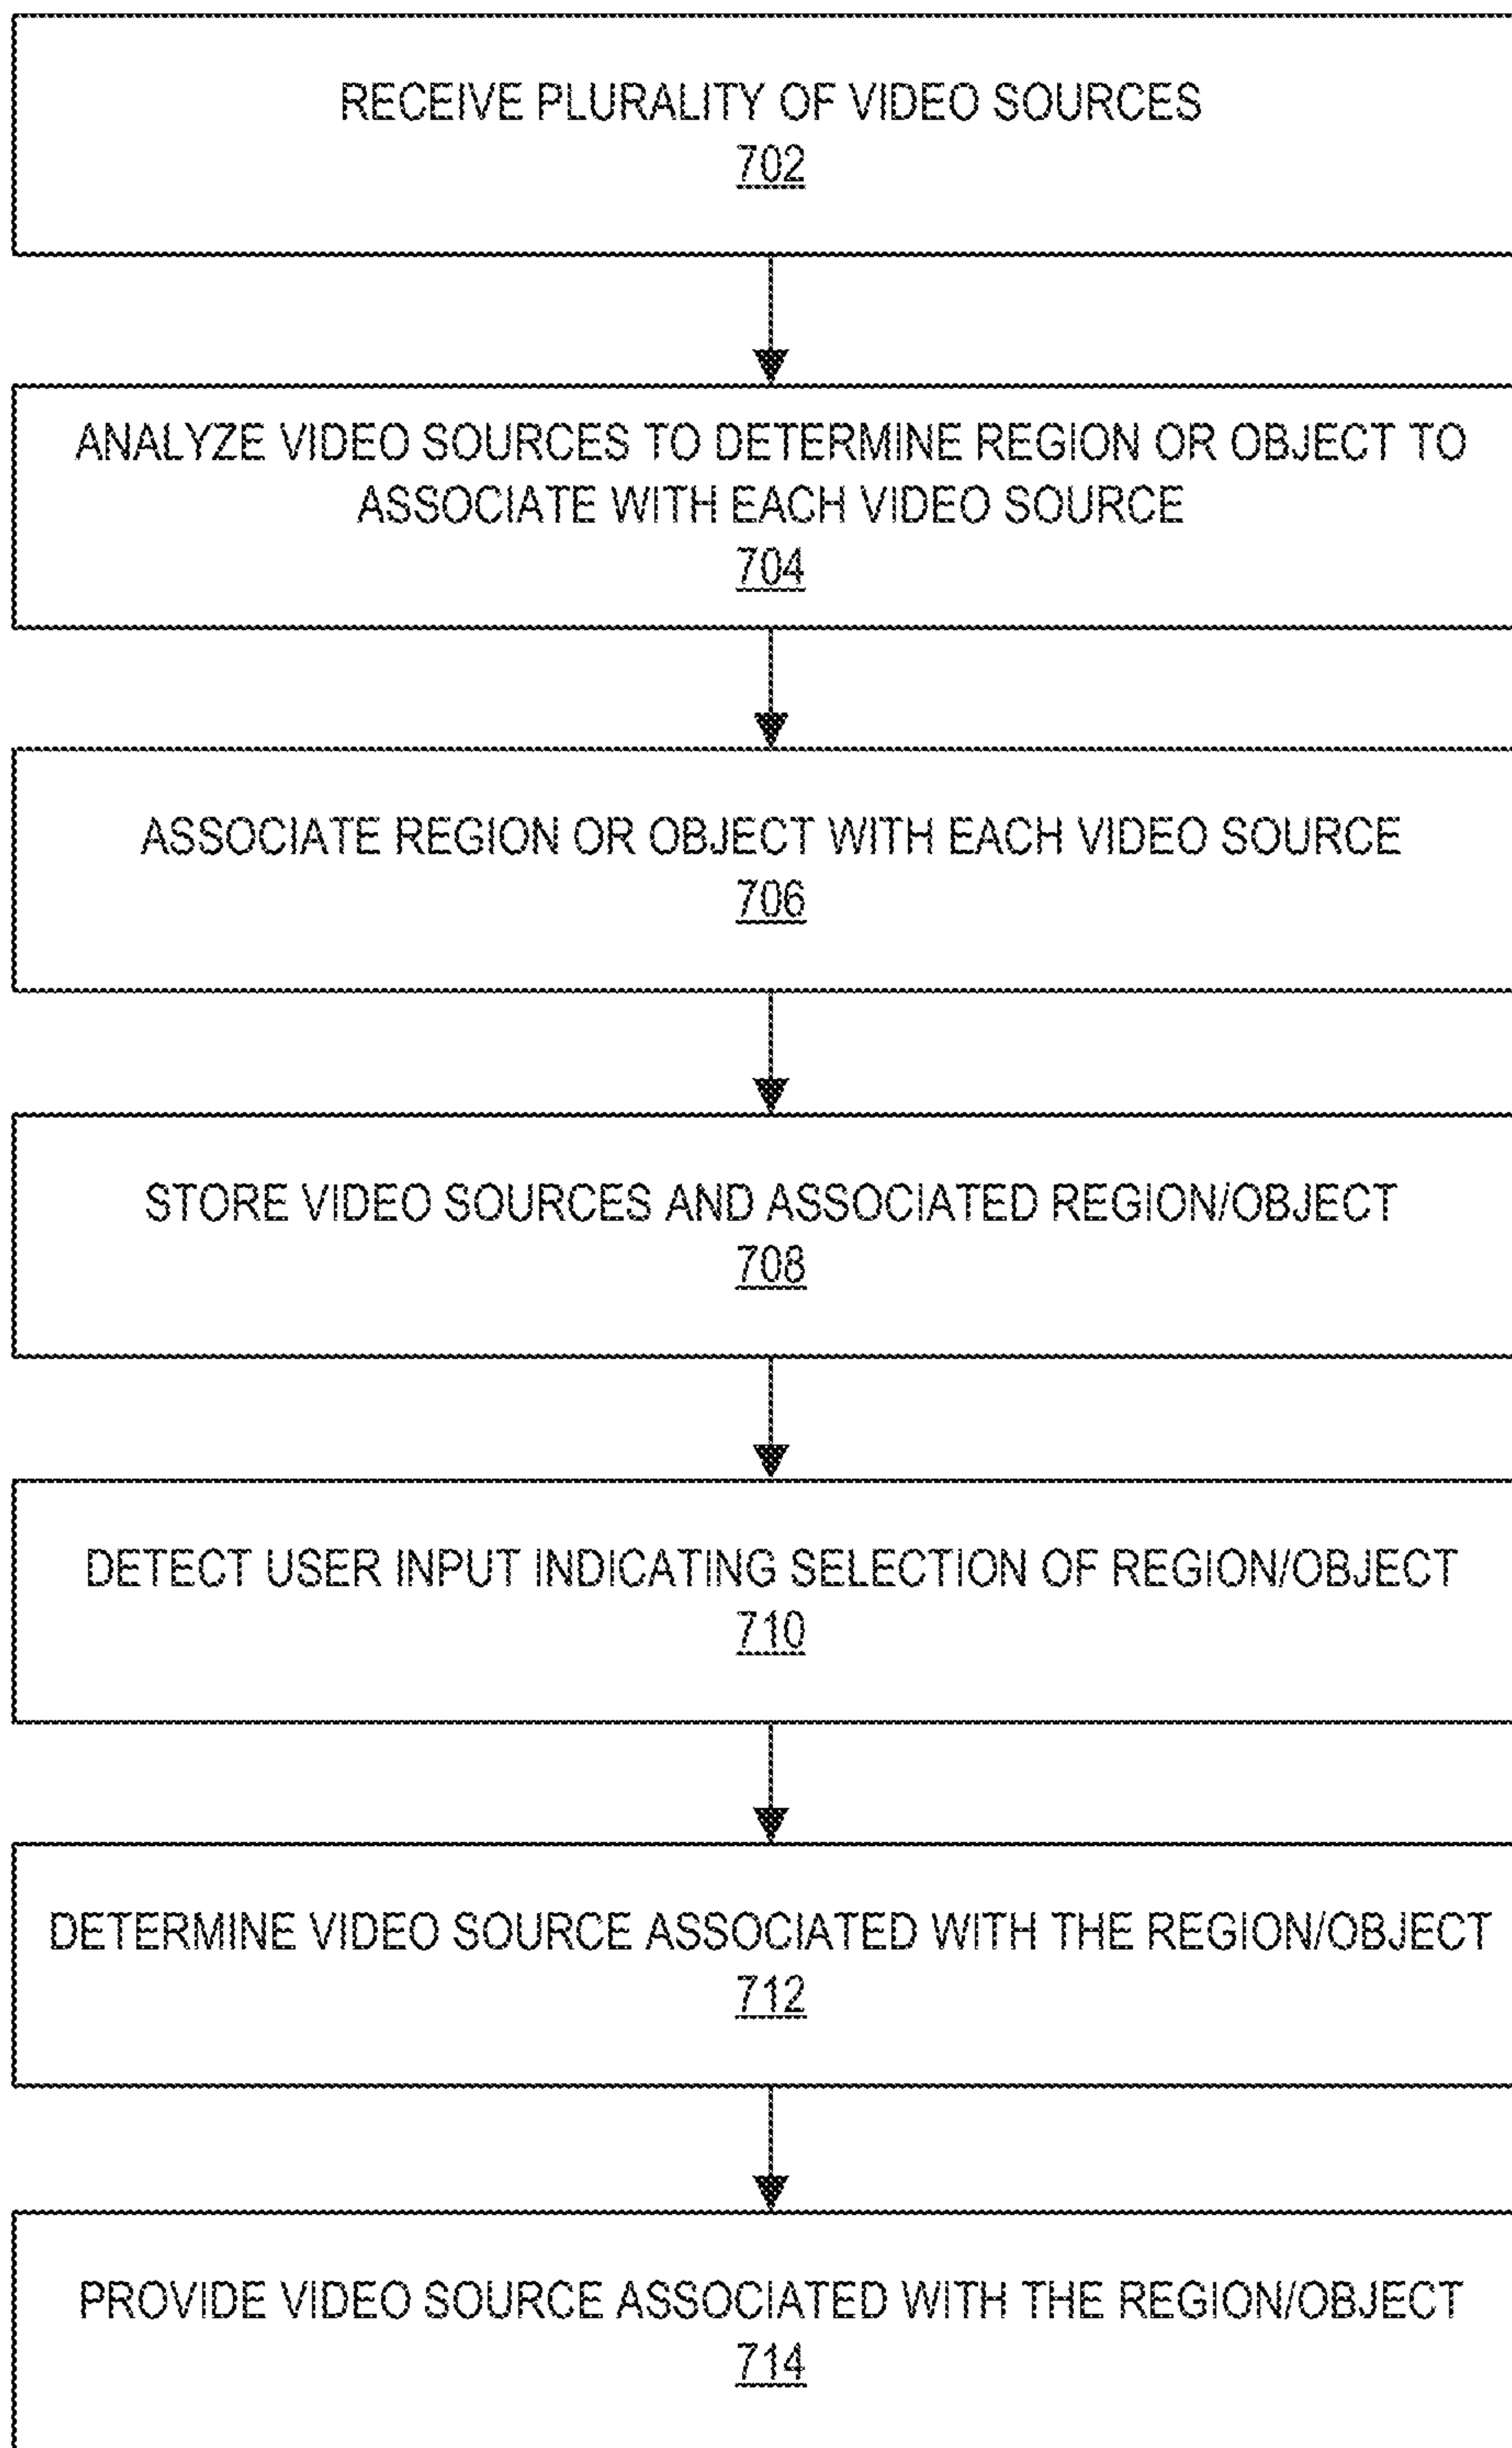 RECEIVE PLURALITY OF VIDEO SOURCES
702
ANALYZE VIDEO SOURCES TO DETERMINE REGION OR OBJECT TO
ASSOCIATE WITH EACH VIDEO SOURCE
704
ASSOCIATE REGION OR OBJECT WITH EACH VIDEO SOURCE
706
STORE VIDEO SOURCES AND ASSOCIATED REGION/OBJECT
708
DETECT USER INPUT INDICATING SELECTION OF REGION/OBJECT
710
DETERMINE VIDEO SOURCE ASSOCIATED WITH THE REGION/OBJECT
712
PROVIDE VIDEO SOURCE ASSOCIATED WITH THE REGION/OBJECT
714